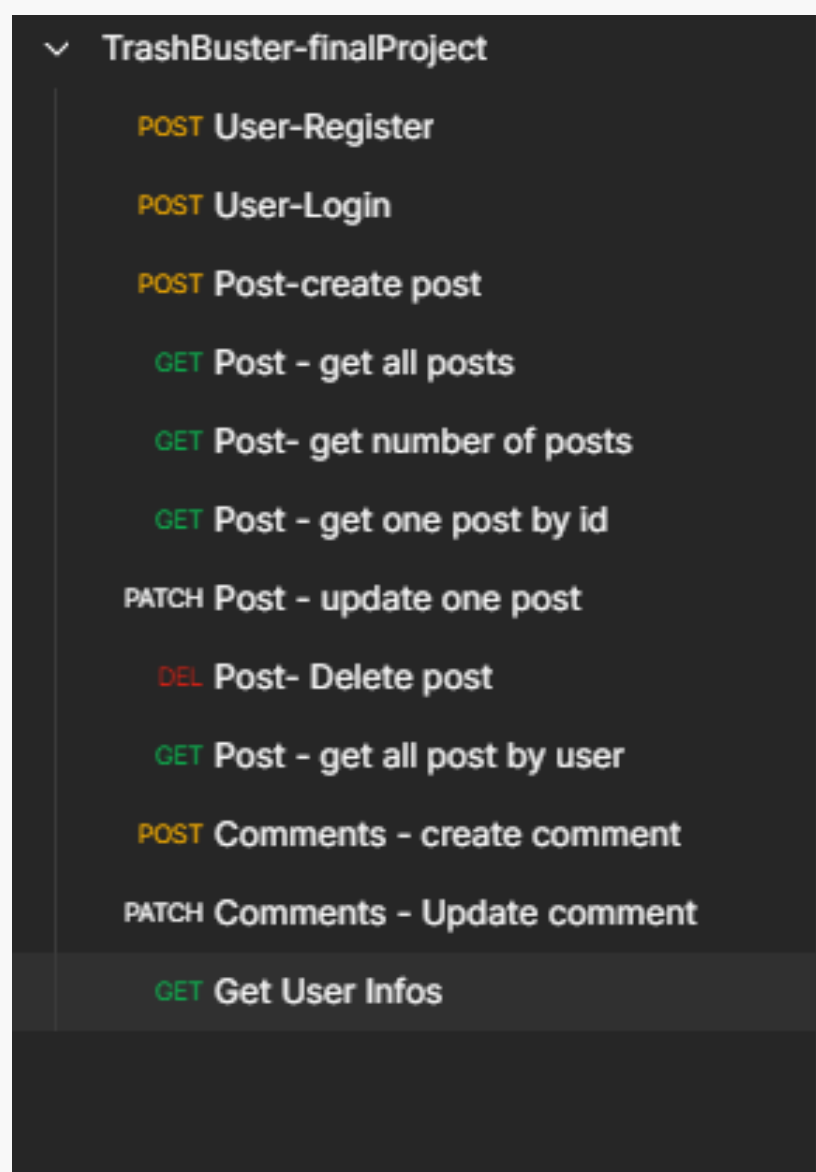 TrashBuster-finalProject
POST User-Register
POST User-Login
POST Post-create post
GET Post - get all posts
GET Post- get number of posts
GET Post - get one post by id
PATCH Post - update one post
DEL Post- Delete post
GET Post - get all post by user
POST Comments - create comment
PATCH Comments - Update comment
GET Get User Infos